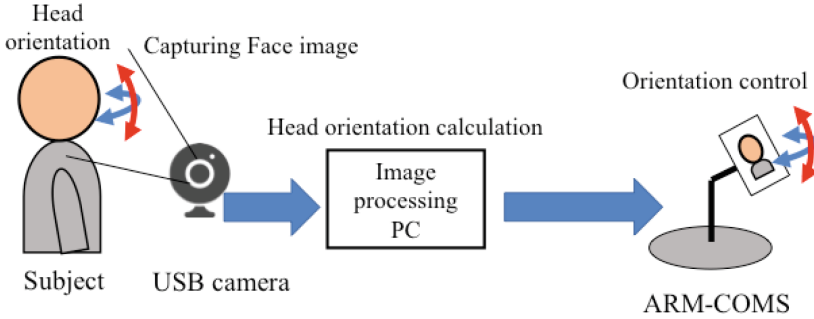 Head
orientation
Capturing Face image
Orientation control
Head orientation calculation
Image
processing
PC
Subject
USB camera
ARM-COMS